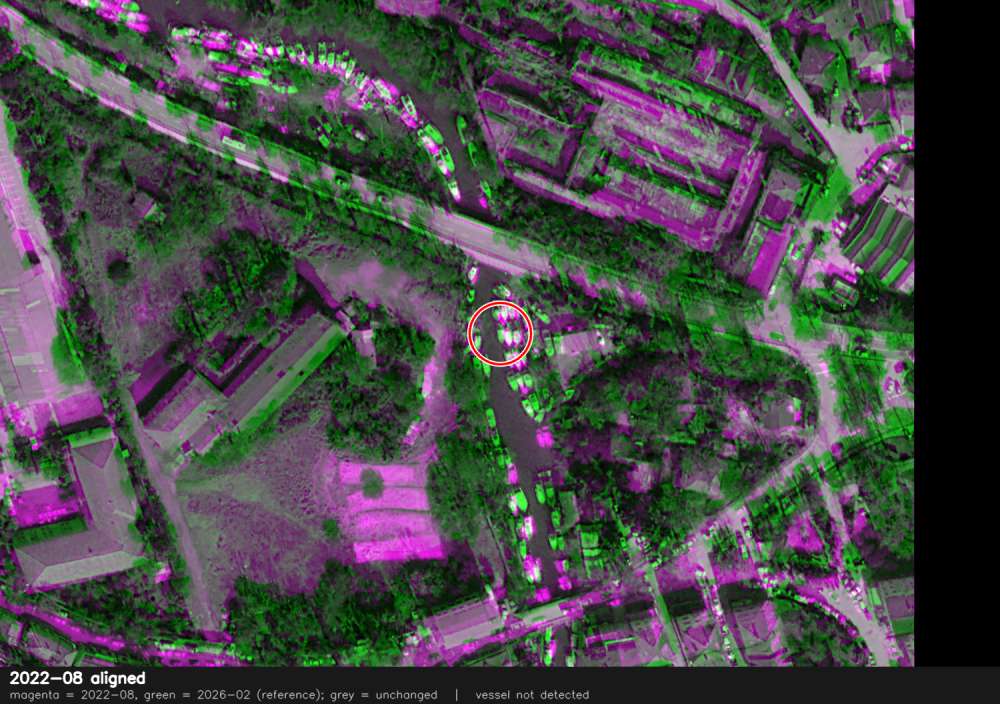 2022-08 aligned
magenta = 2022-08, green = 2026-02 (reference); grey = unchanged | vessel not detected